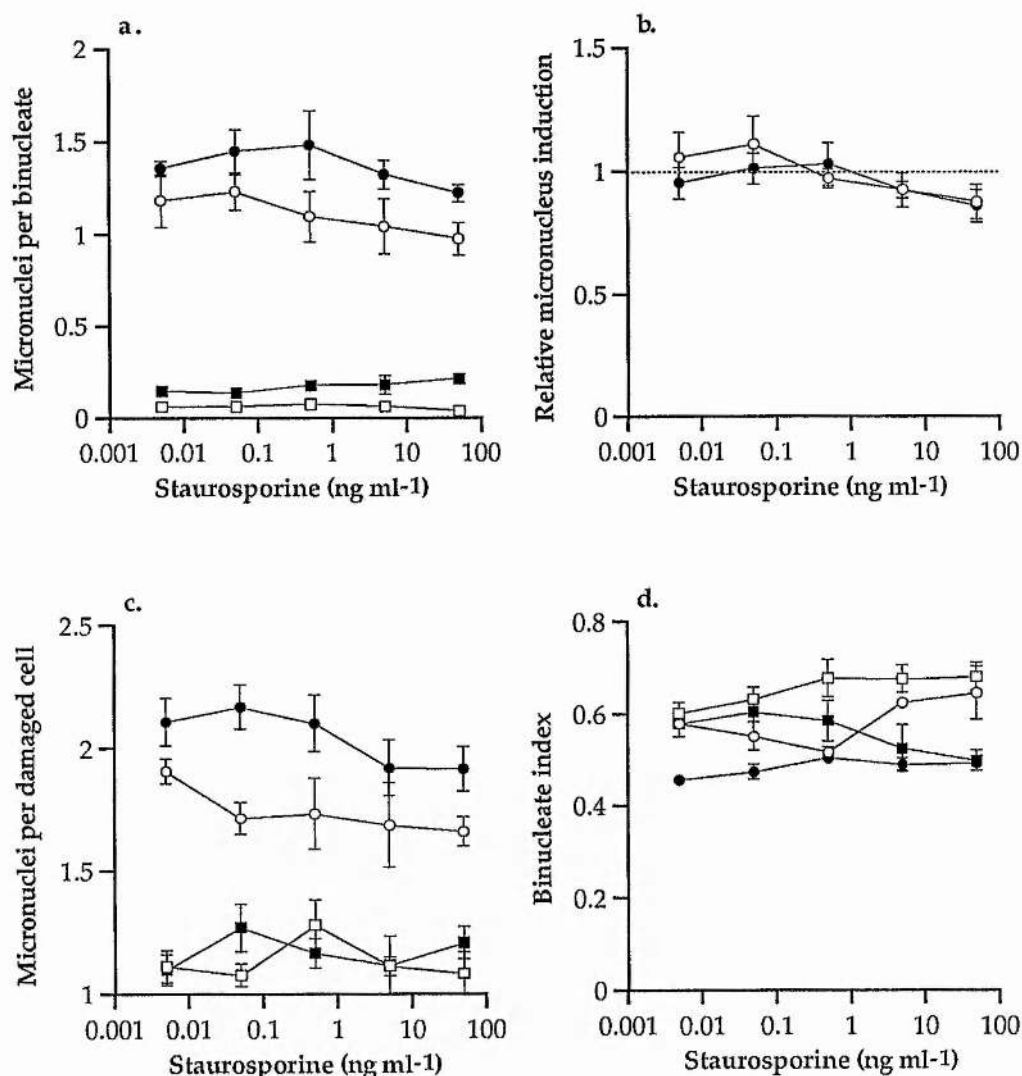 a.
Micronuclei per binucleate
2
1.5
1
0.5
0
0.001 0.01 0.1 1 10 100
Staurosporine (ng ml-1)
b.
Relative micronucleus induction
1.5
1
0.5
0
0.001 0.01 0.1 1 10 100
Staurosporine (ng ml-1)
c.
Micronuclei per damaged cell
2.5
2
1.5
1
0.001 0.01 0.1 1 10 100
Staurosporine (ng ml-1)
d.
Binucleate index
0.8
0.6
0.4
0.2
0
0.001 0.01 0.1 1 10 100
Staurosporine (ng ml-1)